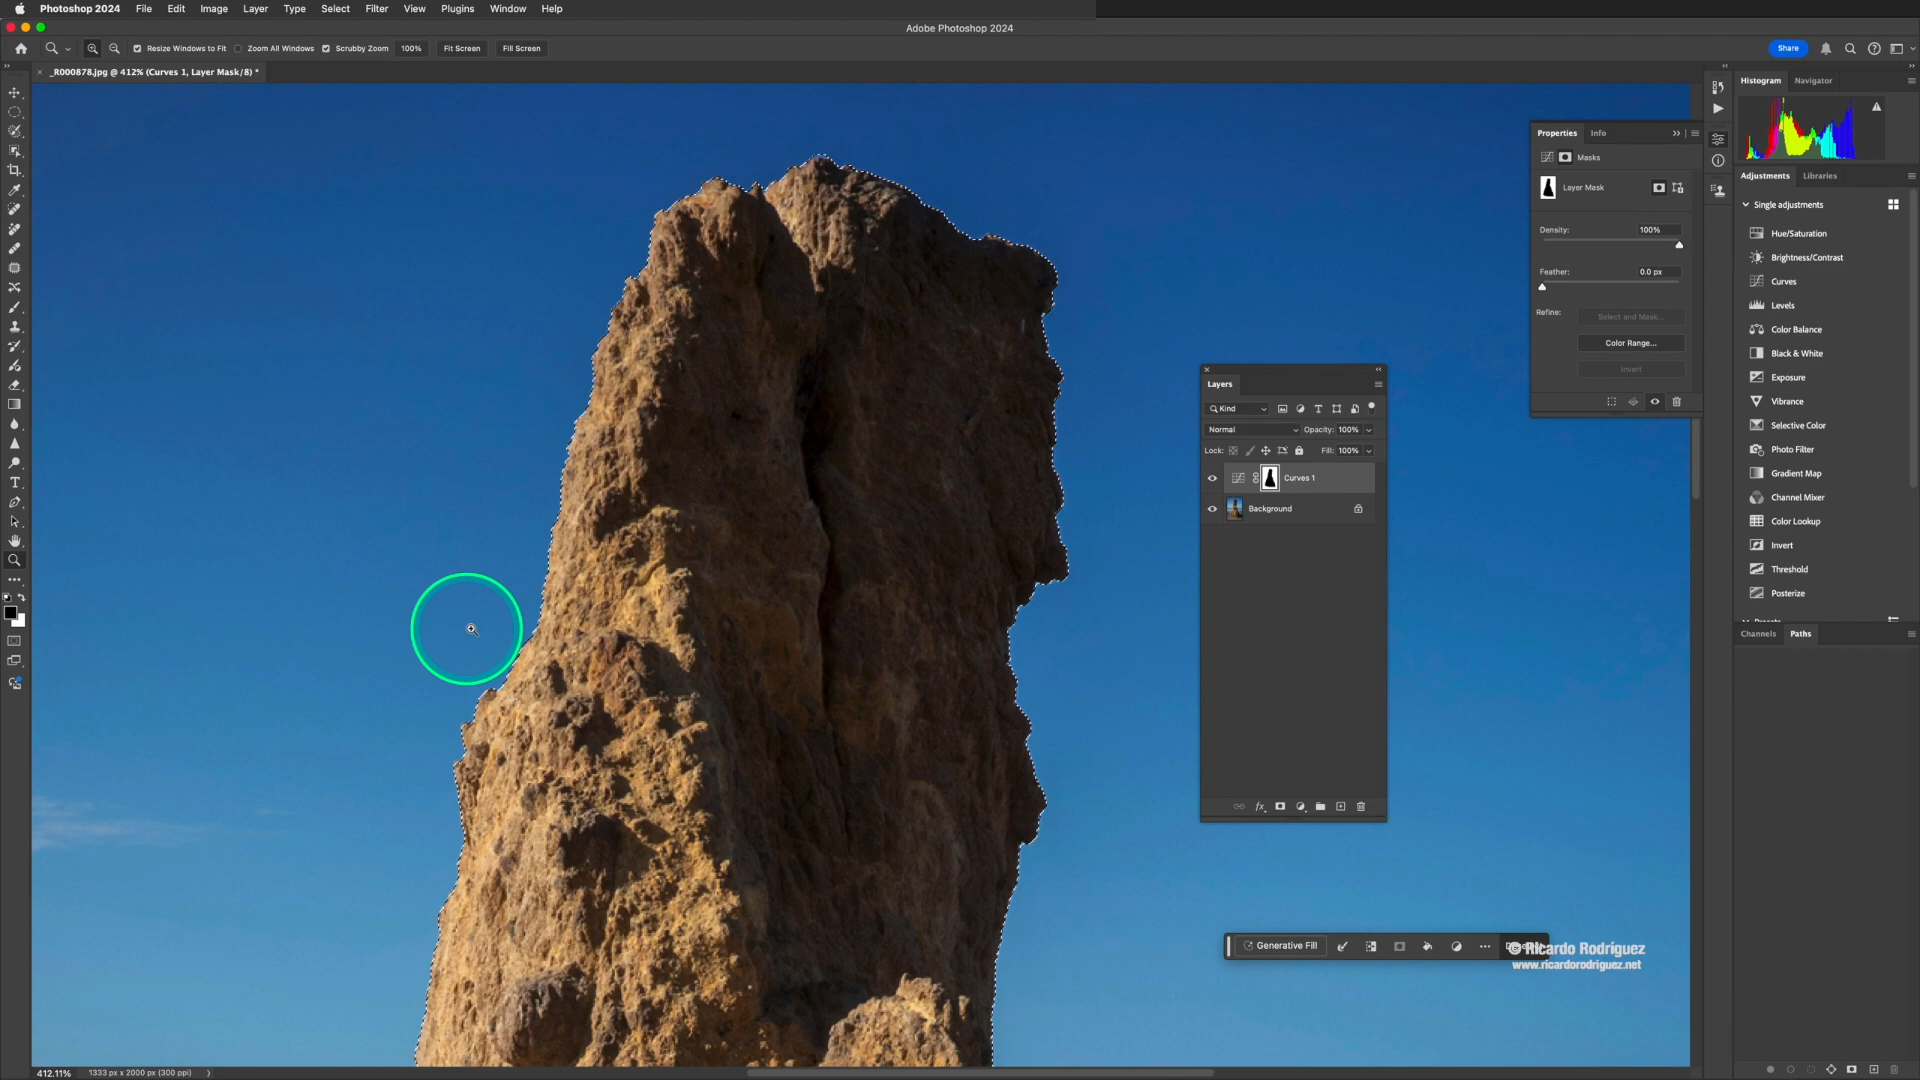 Photoshop 2024 File Edit Image Layer Type Select Filter View Plugins Window Help
Adobe Photoshop 2024
Resize Windows to Fit Zoom All Windows Scrubby Zoom 100% Fit Screen Fill Screen Share
_R000878.jpg @ 412% (Curves 1, Layer Mask/8) *
Histogram Navigator
Properties Info
Masks
Layer Mask
Density: 100%
Feather: 0.0 px
Refine: Select and Mask...
Color Range...
Invert
Adjustments Libraries
Single adjustments
Hue/Saturation
Brightness/Contrast
Curves
Levels
Color Balance
Black & White
Exposure
Vibrance
Selective Color
Photo Filter
Gradient Map
Channel Mixer
Color Lookup
Invert
Threshold
Posterize
Channels Paths
Layers
Kind
Normal Opacity: 100%
Lock: Fill: 100%
Curves 1
Background
Generative Fill
© Ricardo Rodríguez
www.ricardorodriguez.net
412.11% 1333 px x 2000 px (300 ppi)